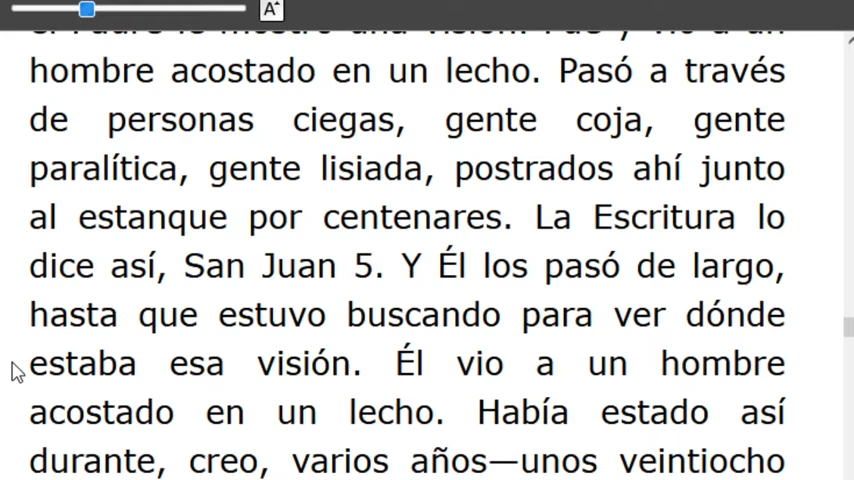 A
hombre acostado en un lecho. Pasó a través
de personas ciegas, gente coja, gente
paralítica, gente lisiada, postrados ahí junto
al estanque por centenares. La Escritura lo
dice así, San Juan 5. Y Él los pasó de largo,
hasta que estuvo buscando para ver dónde
estaba esa visión. Él vio a un hombre
acostado en un lecho. Había estado así
durante, creo, varios años—unos veintiocho